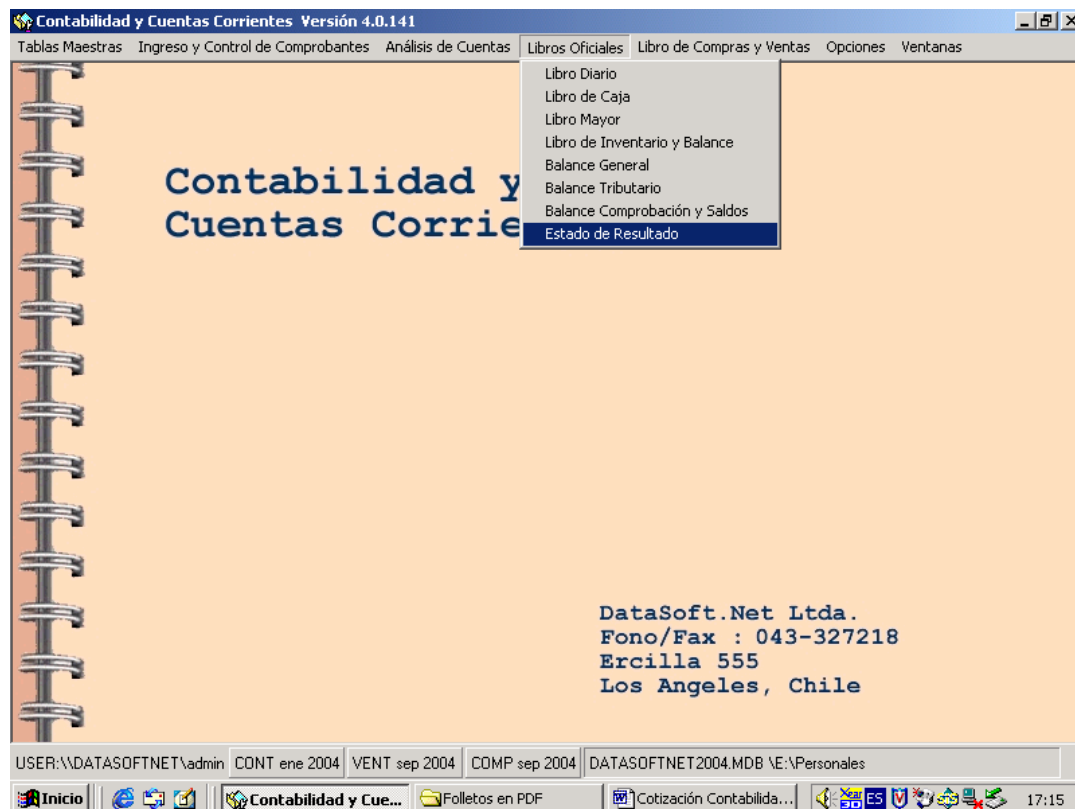 Contabilidad y Cuentas Corrientes Versión 4.0.141
Tablas Maestras Ingreso y Control de Comprobantes Análisis de Cuentas Libros Oficiales Libro de Compras y Ventas Opciones Ventanas
Libro Diario
Libro de Caja
Libro Mayor
Libro de Inventario y Balance
Balance General
Balance Tributario
Balance Comprobación y Saldos
Estado de Resultado
Contabilidad y
Cuentas Corrie
DataSoft.Net Ltda.
Fono/Fax : 043-327218
Ercilla 555
Los Angeles, Chile
USER:\\DATASOFTNET\admin CONT ene 2004 VENT sep 2004 COMP sep 2004 DATASOFTNET2004.MDB \E:\Personales
Inicio Contabilidad y Cue... Folletos en PDF Cotización Contabilida... ES 17:15